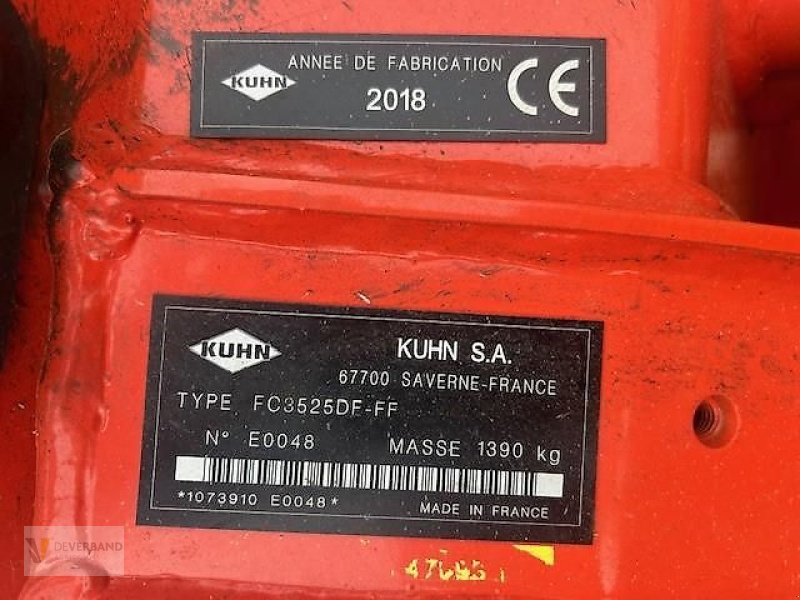 KUHN
ANNEE DE FABRICATION
2018
CE
KUHN
KUHN S.A.
67700 SAVERNE-FRANCE
TYPE FC3525DF-FF
N° E0048 MASSE 1390 kg
*1073910 E0048*
MADE IN FRANCE
DEVERBAND